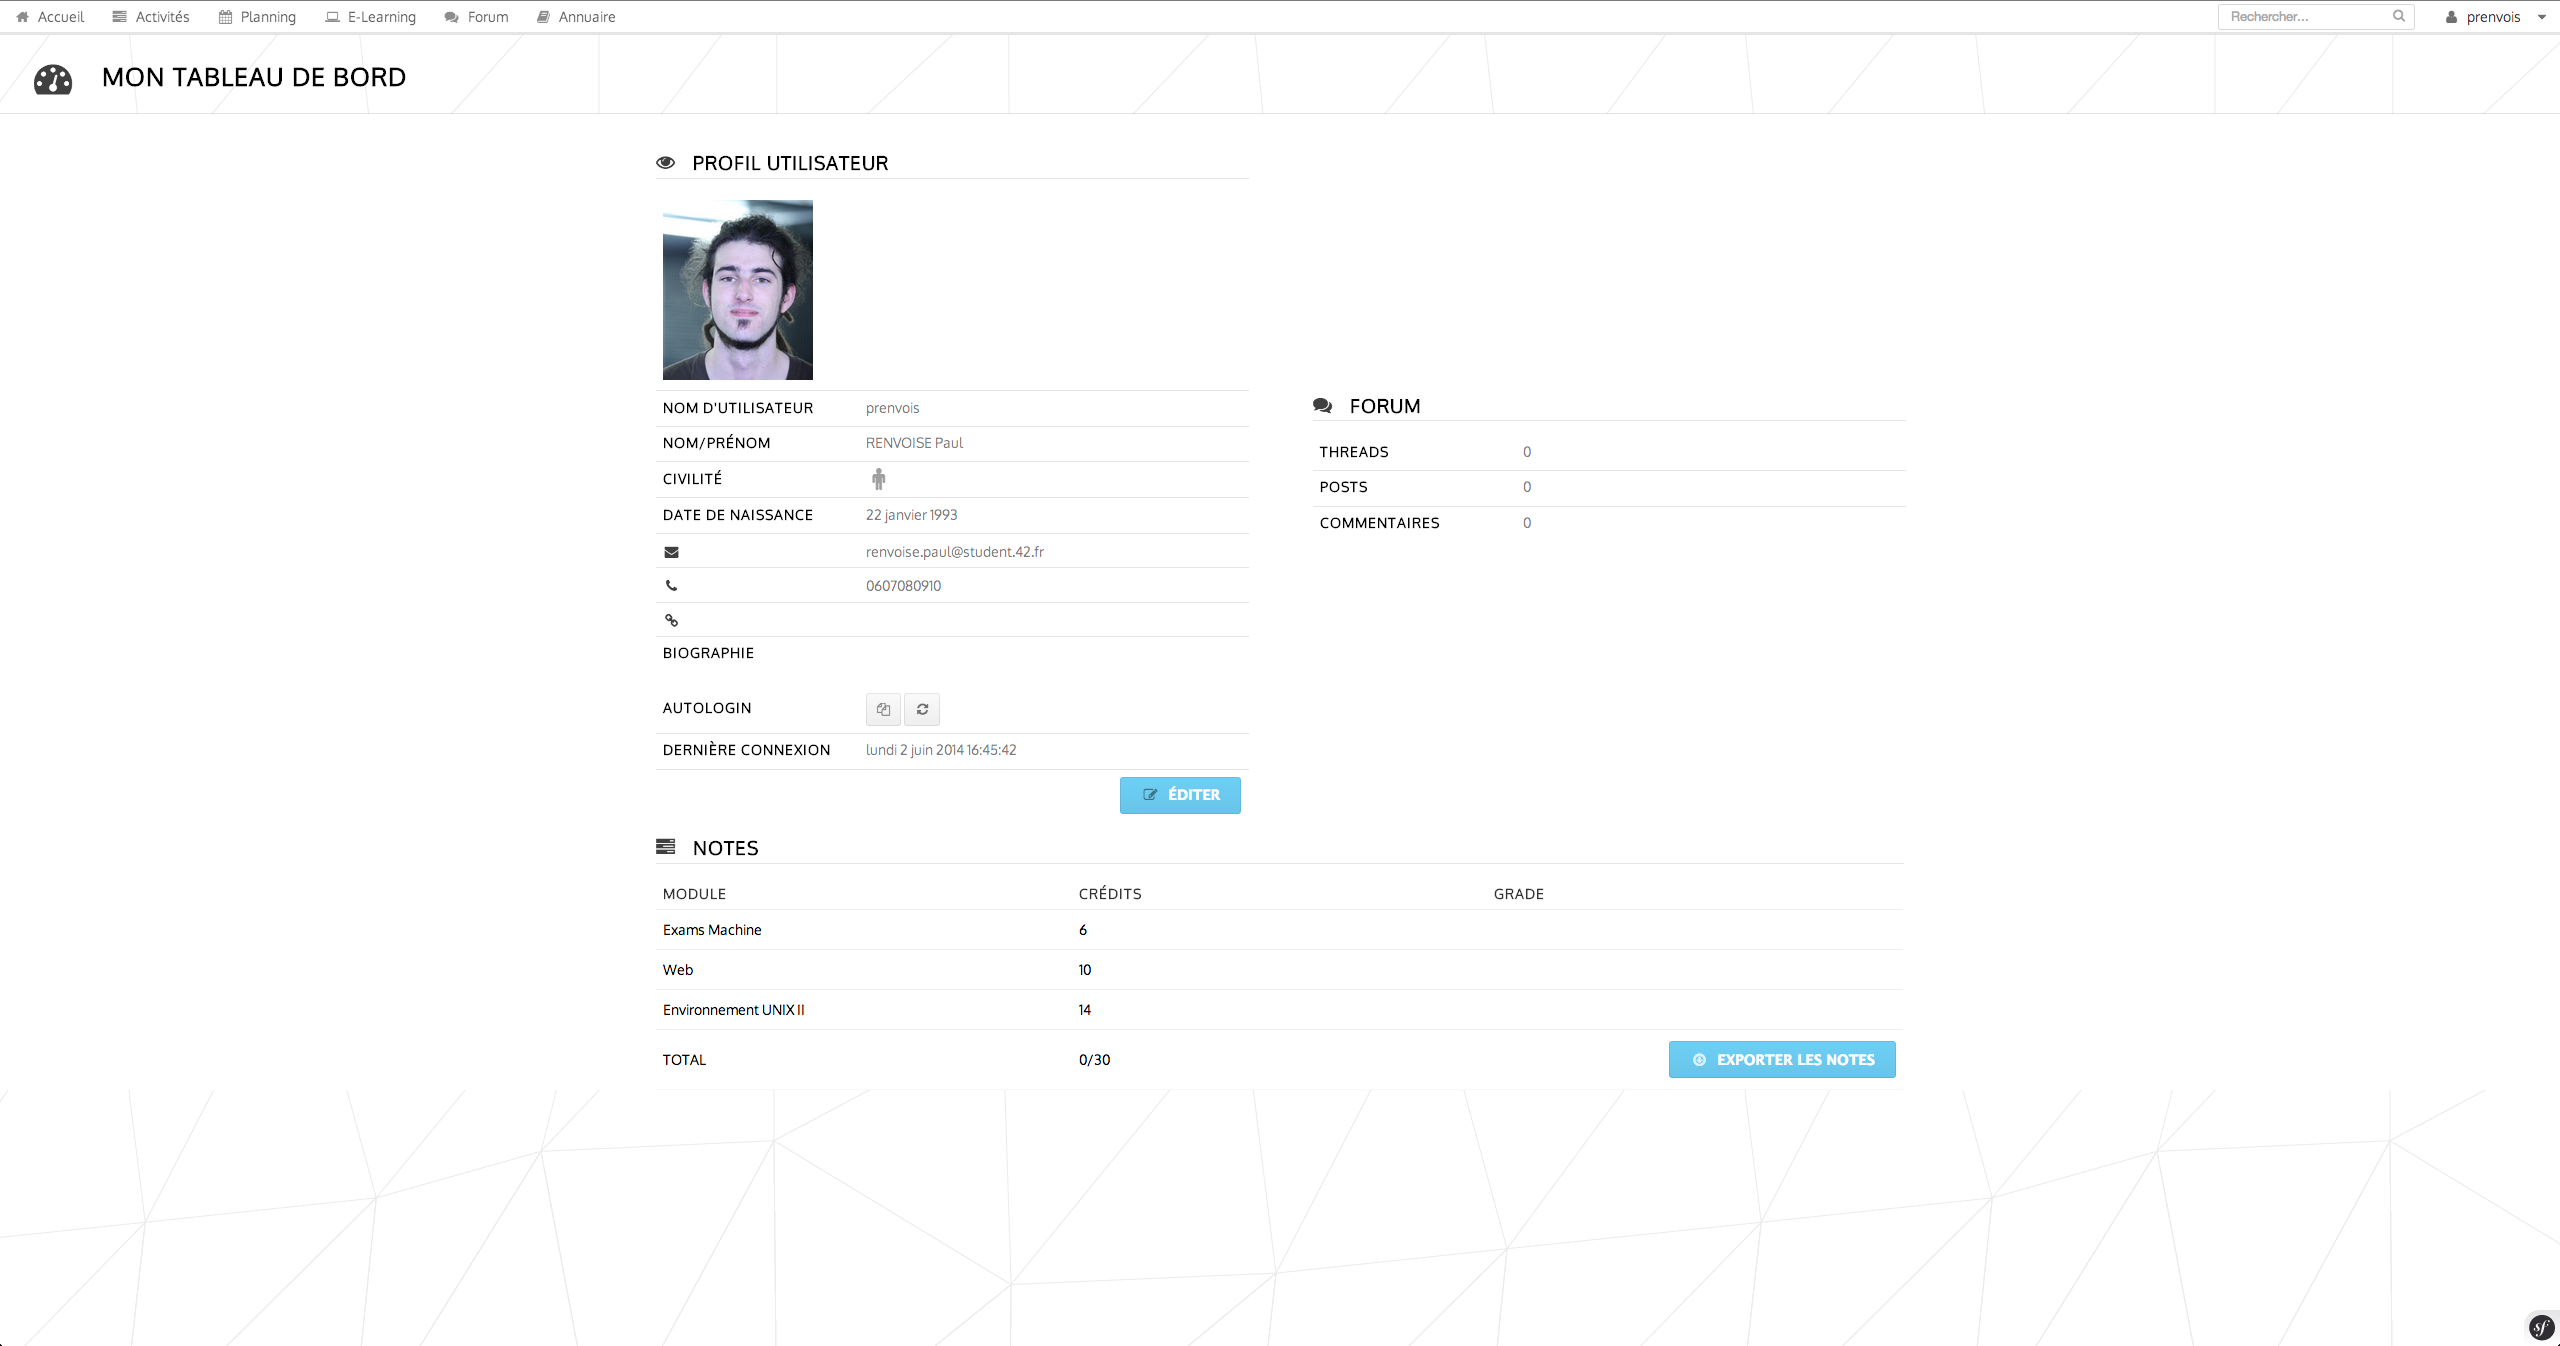 Accueil Activités Planning E-Learning Forum Annuaire Rechercher... prenvois
MON TABLEAU DE BORD
PROFIL UTILISATEUR
NOM D'UTILISATEUR prenvois
NOM/PRÉNOM RENVOISE Paul
CIVILITÉ
DATE DE NAISSANCE 22 janvier 1993
renvoise.paul@student.42.fr
0607080910
BIOGRAPHIE
AUTOLOGIN
DERNIÈRE CONNEXION lundi 2 juin 2014 16:45:42
ÉDITER
FORUM
THREADS 0
POSTS 0
COMMENTAIRES 0
NOTES
MODULE CRÉDITS GRADE
Exams Machine 6
Web 10
Environnement UNIX II 14
TOTAL 0/30 EXPORTER LES NOTES
sf